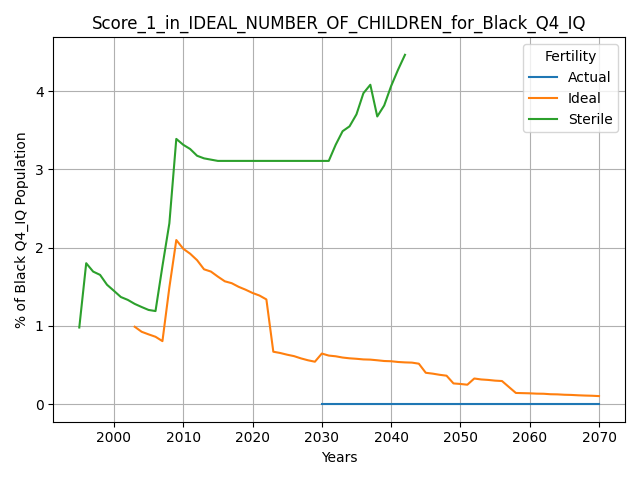 Score_1_in_IDEAL_NUMBER_OF_CHILDREN_for_Black_Q4_IQ
Fertility
Actual
Ideal
Sterile
% of Black Q4_IQ Population
4
3
2
1
0
2000 2010 2020 2030 2040 2050 2060 2070
Years